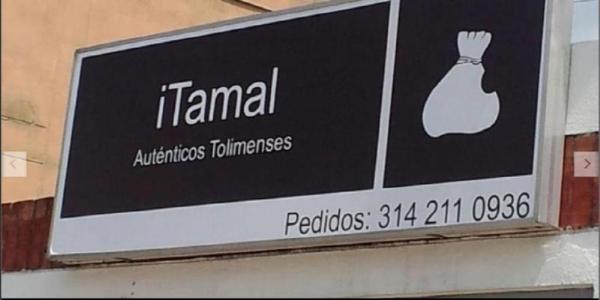 iTamal
Auténticos Tolimenses
Pedidos: 314 211 0936